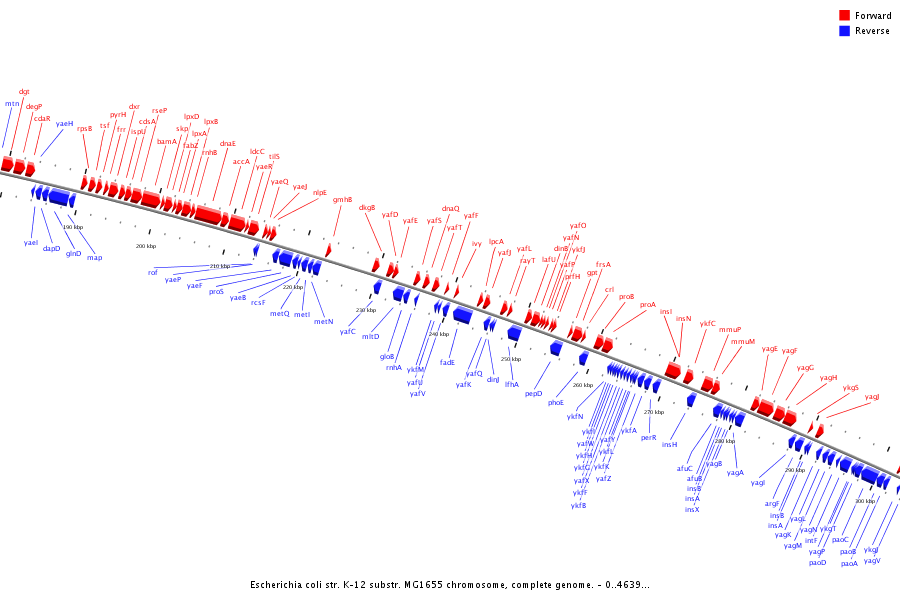 Forward
Reverse
dgt
mtn
degP
cdaR
yaeH
rpsB
tsf
pyrH
frr
dxr
ispU
cdsA
rseP
bamA
skp
lpxD
fabZ
lpxA
lpxB
rnhB
dnaE
accA
ldcC
yaeR
tilS
yaeQ
yaeJ
nlpE
gmhB
dkgB
yafD
yafE
yafS
dnaQ
yafT
yafF
ivy
lpcA
yafJ
yafL
rayT
lafU
dinB
yafN
yafO
ykfJ
yafP
prfH
gpt
frsA
crl
proB
proA
insI
insN
ykfC
mmuP
mmuM
yagE
yagF
yagG
yagH
ykgS
yagJ
190 kbp
200 kbp
210 kbp
220 kbp
230 kbp
240 kbp
250 kbp
260 kbp
270 kbp
280 kbp
290 kbp
300 kbp
yaeI
dapD
glnD
map
rof
yaeP
yaeF
proS
yaeB
rcsF
metQ
metI
metN
yafC
mltD
gloB
rnhA
ykfM
yafU
yafV
fadE
yafK
yafQ
dinJ
lfhA
pepD
phoE
ykfN
ykfI
yafW
ykfH
ykfG
yafX
ykfF
ykfB
yafY
ykfL
ykfK
yafZ
ykfA
perR
insH
afuC
afuB
insB
insA
insX
yagB
yagA
yagI
argF
insB
insA
yagK
yagL
yagM
yagN
intF
yagP
ykgT
paoD
paoC
paoB
paoA
ykgJ
yagV
Escherichia coli str. K-12 substr. MG1655 chromosome, complete genome. - 0..4639...